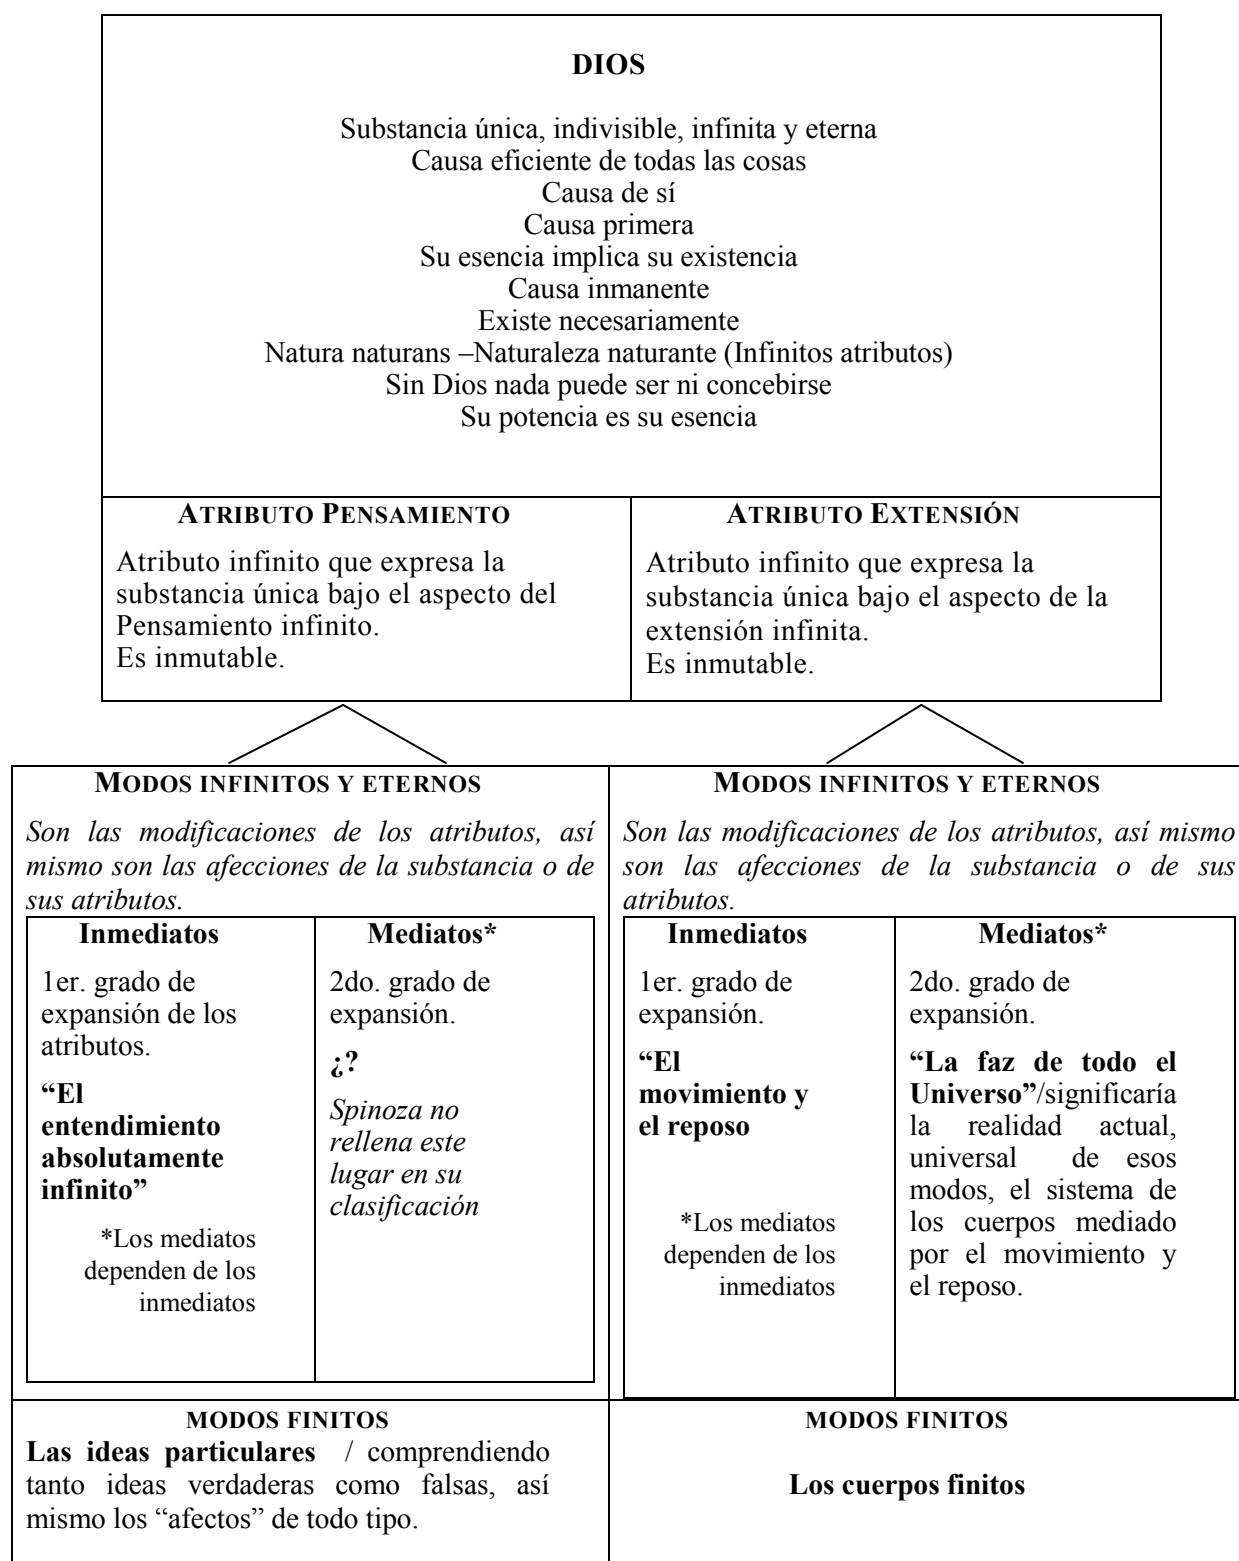 DIOS
Substancia única, indivisible, infinita y eterna
Causa eficiente de todas las cosas
Causa de sí
Causa primera
Su esencia implica su existencia
Causa inmanente
Existe necesariamente
Natura naturans –Naturaleza naturante (Infinitos atributos)
Sin Dios nada puede ser ni concebirse
Su potencia es su esencia
ATRIBUTO PENSAMIENTO
Atributo infinito que expresa la
substancia única bajo el aspecto del
Pensamiento infinito.
Es inmutable.
ATRIBUTO EXTENSIÓN
Atributo infinito que expresa la
substancia única bajo el aspecto de la
extensión infinita.
Es inmutable.
MODOS INFINITOS Y ETERNOS
Son las modificaciones de los atributos, así
mismo son las afecciones de la substancia o de
sus atributos.
Inmediatos
1er. grado de
expansión de los
atributos.
“El
entendimiento
absolutamente
infinito”
*Los mediatos
dependen de los
inmediatos
Mediatos*
2do. grado de
expansión.
¿?
Spinoza no
rellena este
lugar en su
clasificación
MODOS INFINITOS Y ETERNOS
Son las modificaciones de los atributos, así mismo
son las afecciones de la substancia o de sus
atributos.
Inmediatos
1er. grado de
expansión.
“El
movimiento y
el reposo
*Los mediatos
dependen de los
inmediatos
Mediatos*
2do. grado de
expansión.
“La faz de todo el
Universo”/significaría
la realidad actual,
universal de esos
modos, el sistema de
los cuerpos mediado
por el movimiento y
el reposo.
MODOS FINITOS
Las ideas particulares / comprendiendo
tanto ideas verdaderas como falsas, así
mismo los “afectos” de todo tipo.
MODOS FINITOS
Los cuerpos finitos